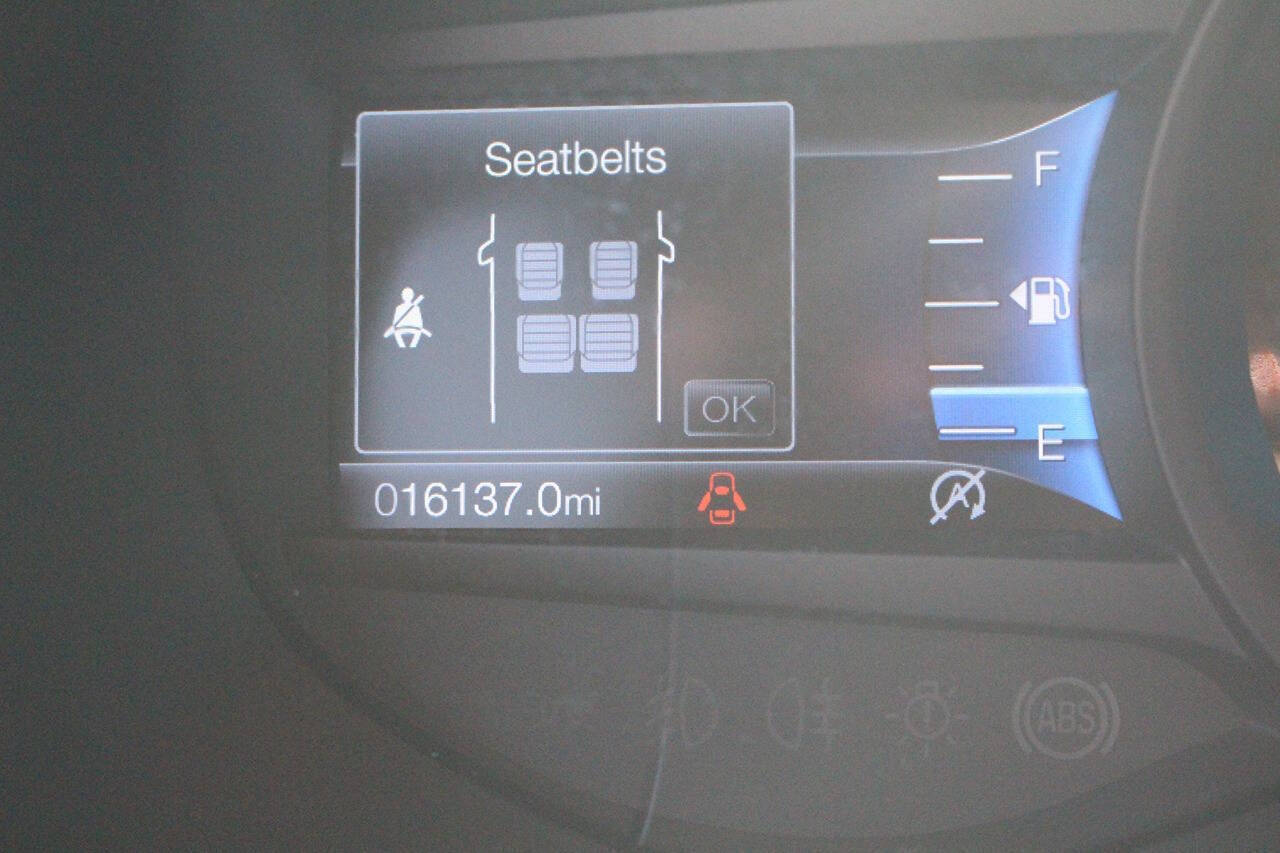 Seatbelts
F
OK
E
016137.0mi
A
ABS